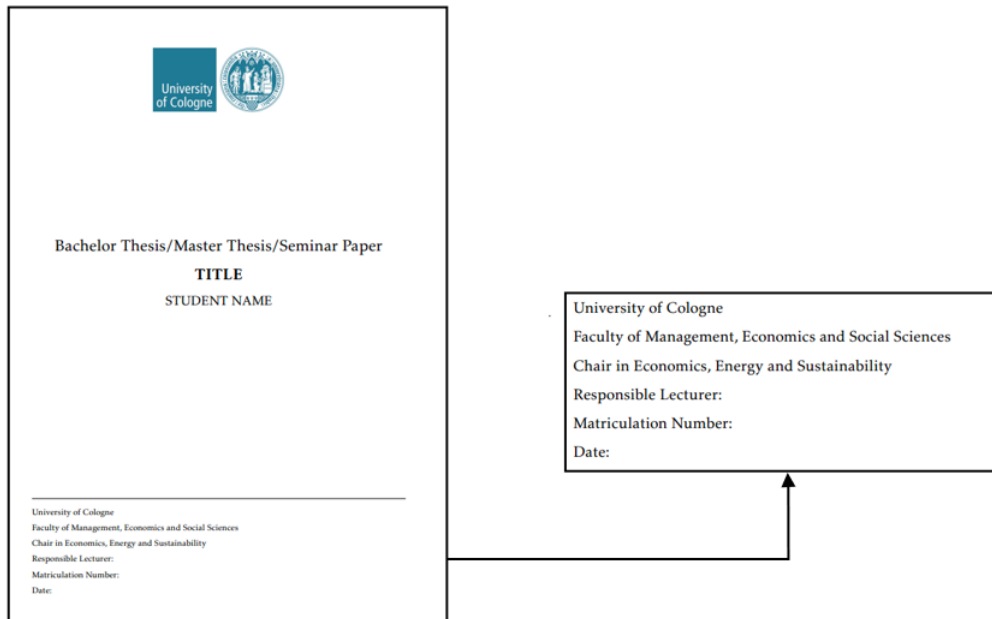 University
of Cologne
Bachelor Thesis/Master Thesis/Seminar Paper
TITLE
STUDENT NAME
University of Cologne
Faculty of Management, Economics and Social Sciences
Chair in Economics, Energy and Sustainability
Responsible Lecturer:
Matriculation Number:
Date:
University of Cologne
Faculty of Management, Economics and Social Sciences
Chair in Economics, Energy and Sustainability
Responsible Lecturer:
Matriculation Number:
Date: